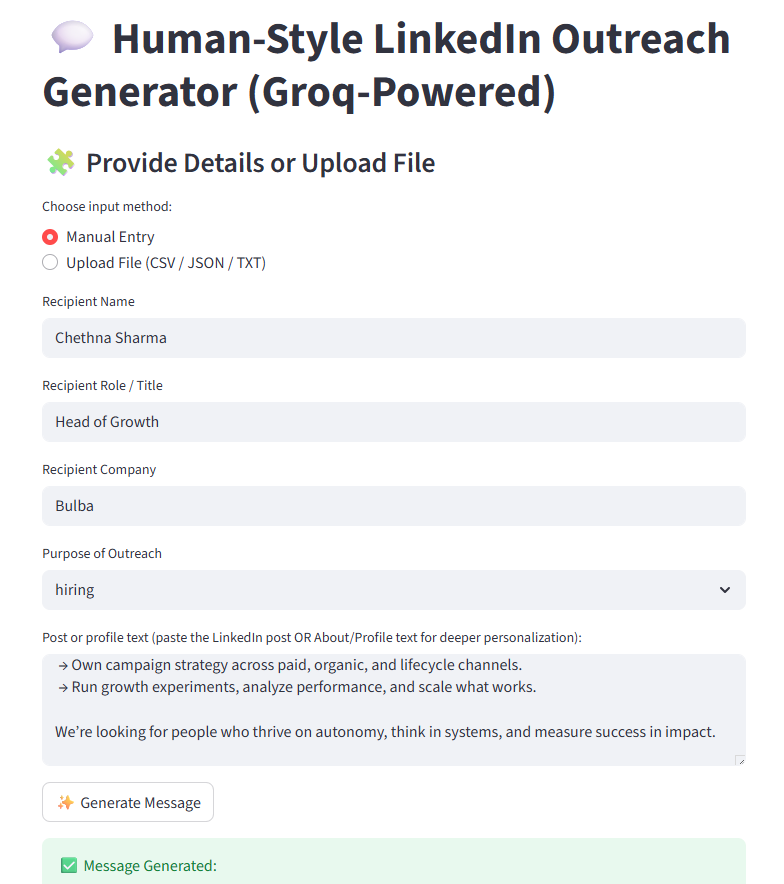 Human-Style LinkedIn Outreach
Generator (Groq-Powered)
Provide Details or Upload File
Choose input method:
Manual Entry
Upload File (CSV / JSON / TXT)
Recipient Name
Chethna Sharma
Recipient Role / Title
Head of Growth
Recipient Company
Bulba
Purpose of Outreach
hiring
Post or profile text (paste the LinkedIn post OR About/Profile text for deeper personalization):
→ Own campaign strategy across paid, organic, and lifecycle channels.
→ Run growth experiments, analyze performance, and scale what works.
We’re looking for people who thrive on autonomy, think in systems, and measure success in impact.
✨ Generate Message
✅ Message Generated: